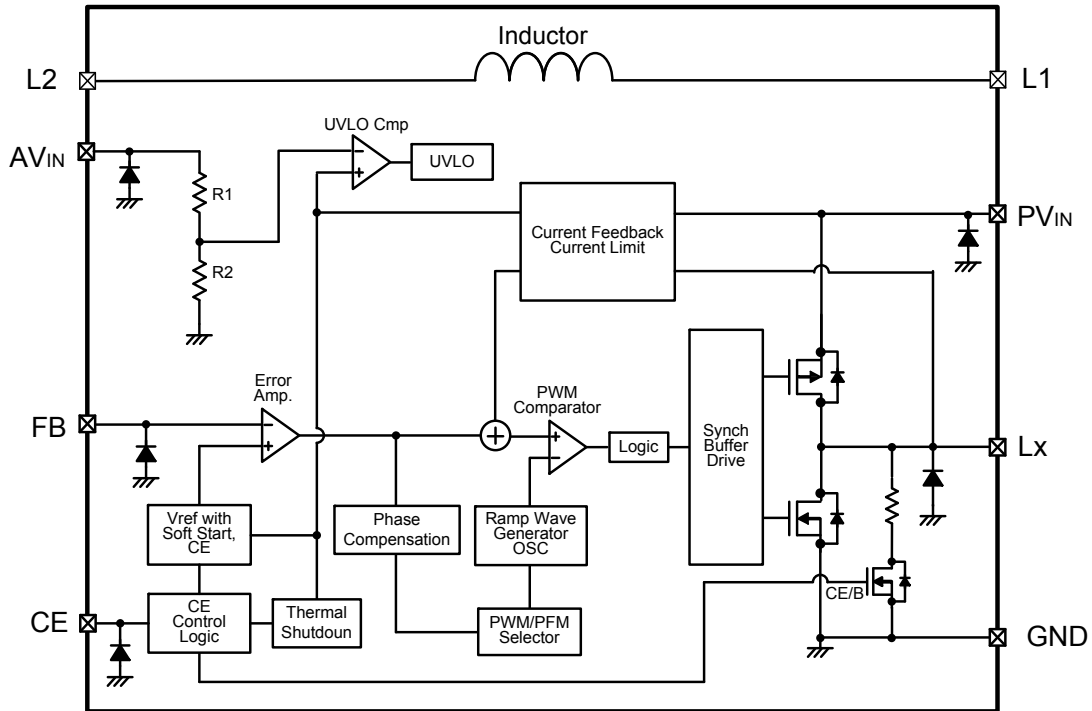 Inductor
L2
L1
UVLO Cmp
AVIN
UVLO
R1
PVIN
Current Feedback
Current Limit
R2
Error
Amp.
PWM
Comparator
FB
Logic
Synch
Buffer
Drive
Lx
Vref with
Soft Start,
CE
Phase
Compensation
Ramp Wave
Generator
OSC
CE/B
CE
CE
Control
Logic
Thermal
Shutdoun
PWM/PFM
Selector
GND